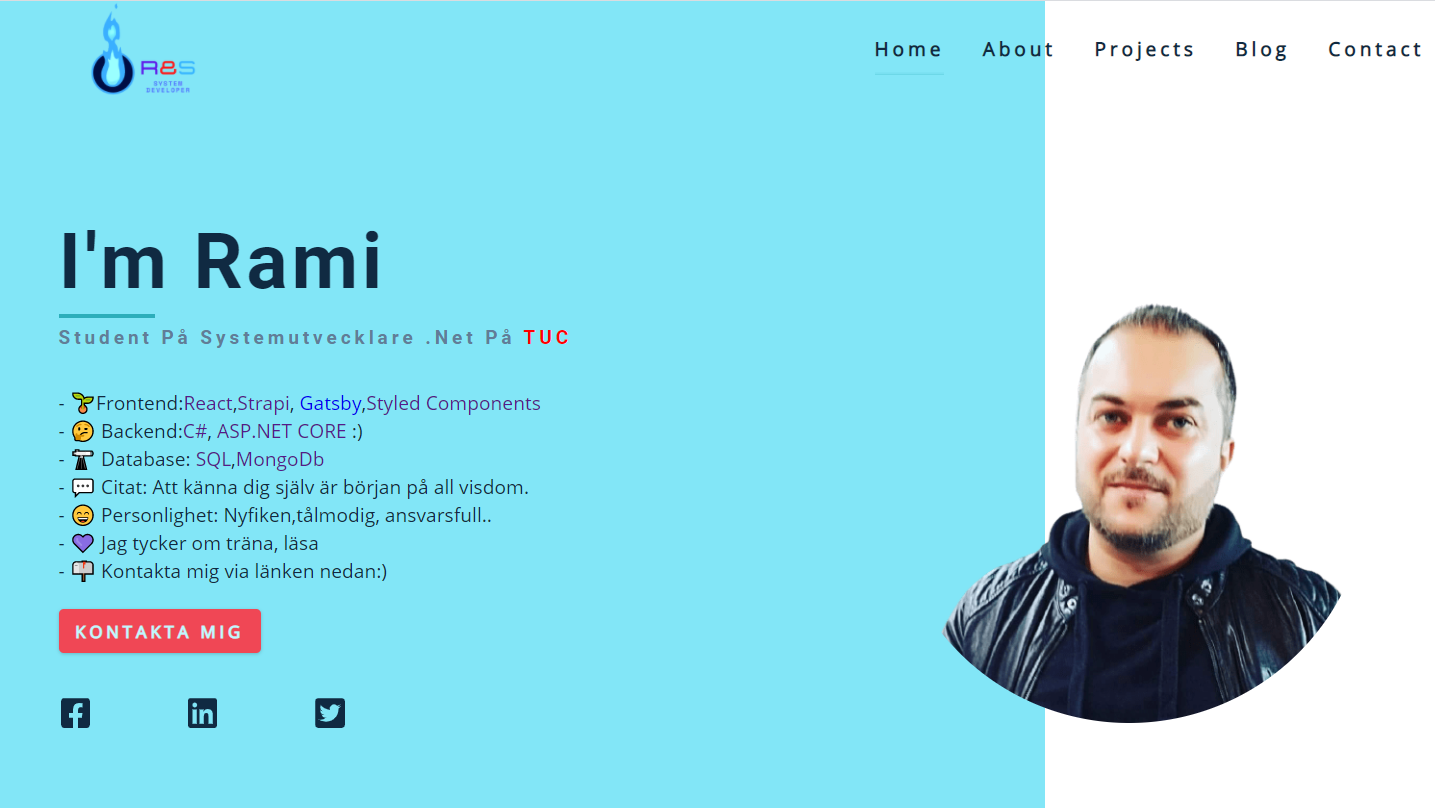 R8S
SYSTEM
DEVELOPER
Home About Projects Blog Contact
I'm Rami
Student På Systemutvecklare .Net På TUC
- 🌱Frontend:React,Strapi, Gatsby,Styled Components
- 🤔 Backend:C#, ASP.NET CORE :)
- Database: SQL,MongoDb
- 💬 Citat: Att känna dig själv är början på all visdom.
- 😄 Personlighet: Nyfiken,tålmodig, ansvarsfull..
- 💜 Jag tycker om träna, läsa
- 📫 Kontakta mig via länken nedan:)
KONTAKTA MIG